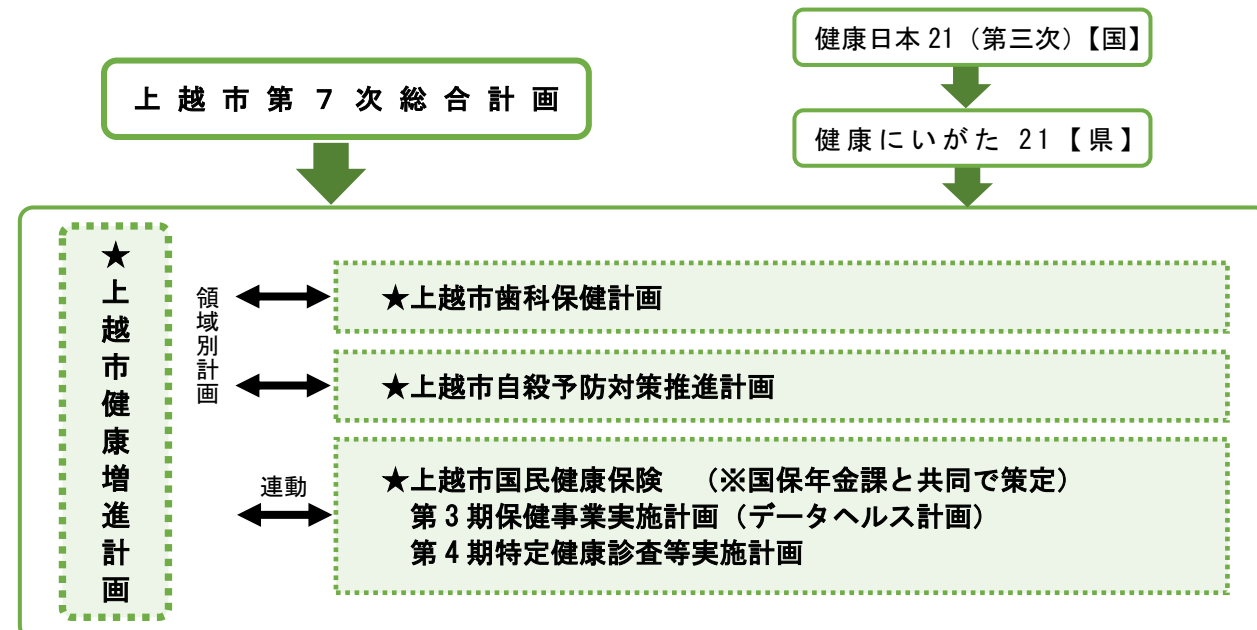 健康日本 21（第三次）【国】
上越市第７次総合計画
健康にいがた 21【県】
★上越市健康増進計画
領域別計画
★上越市歯科保健計画
★上越市自殺予防対策推進計画
連動
★上越市国民健康保険　（※国保年金課と共同で策定）
第３期保健事業実施計画（データヘルス計画）
第４期特定健康診査等実施計画